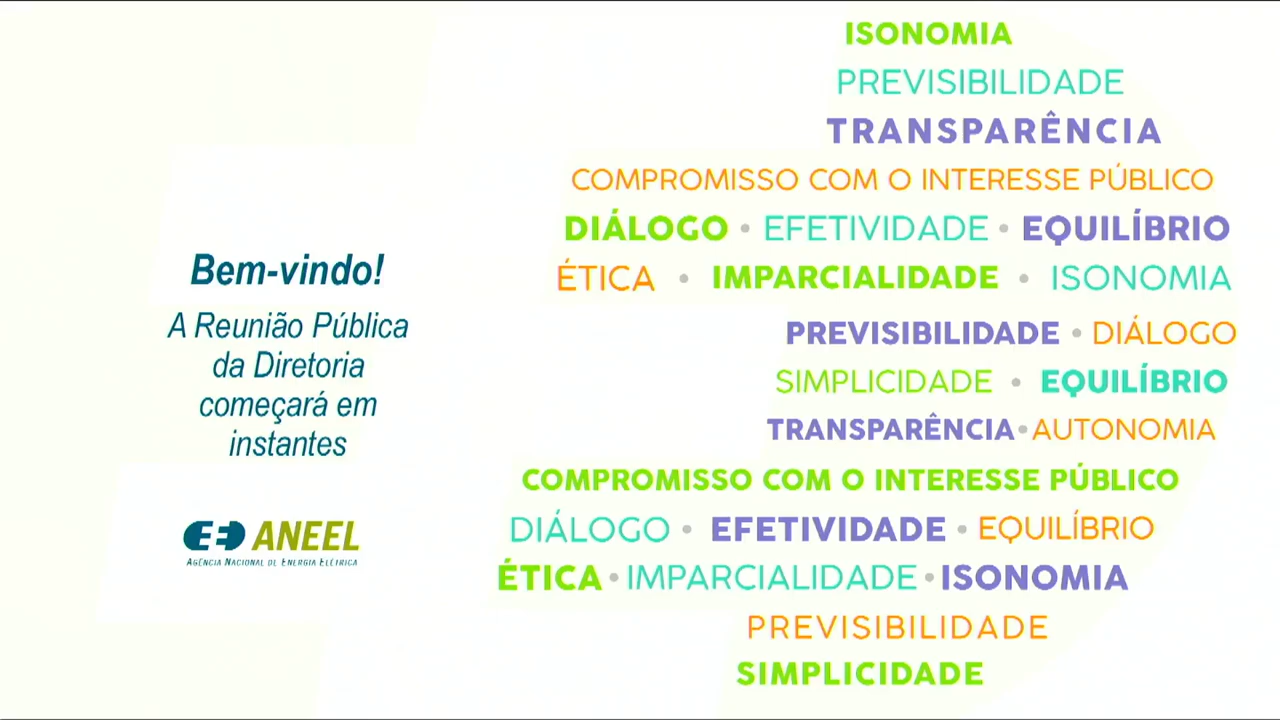 Bem-vindo!
A Reunião Pública
da Diretoria
começará em
instantes
ANEEL
AGÊNCIA NACIONAL DE ENERGIA ELÉTRICA
ISONOMIA
PREVISIBILIDADE
TRANSPARÊNCIA
COMPROMISSO COM O INTERESSE PÚBLICO
DIÁLOGO • EFETIVIDADE • EQUILÍBRIO
ÉTICA • IMPARCIALIDADE • ISONOMIA
PREVISIBILIDADE • DIÁLOGO
SIMPLICIDADE • EQUILÍBRIO
TRANSPARÊNCIA • AUTONOMIA
COMPROMISSO COM O INTERESSE PÚBLICO
DIÁLOGO • EFETIVIDADE • EQUILÍBRIO
ÉTICA • IMPARCIALIDADE • ISONOMIA
PREVISIBILIDADE
SIMPLICIDADE